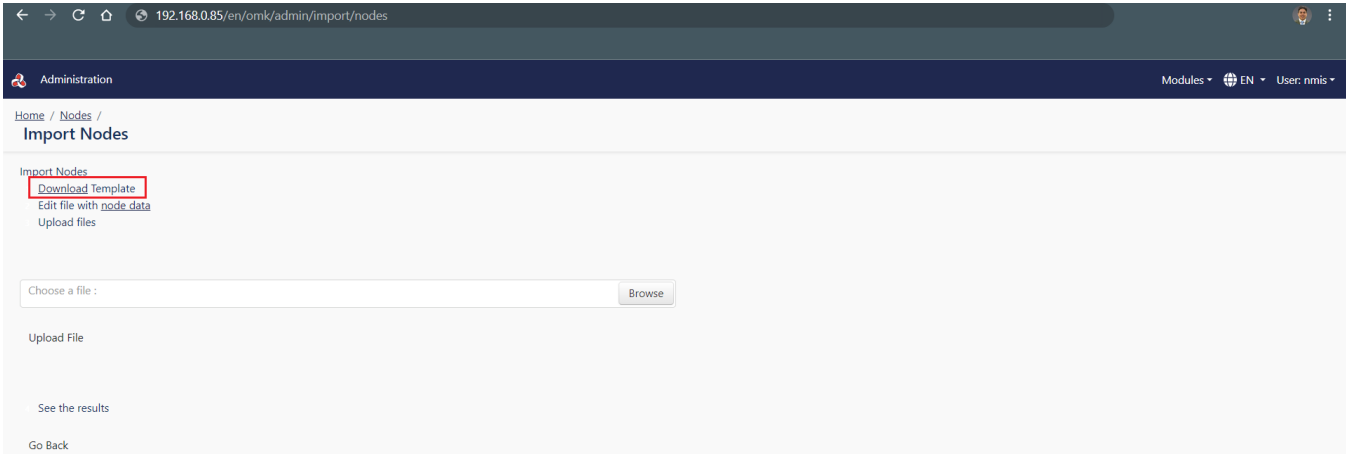 192.168.0.85/en/omk/admin/import/nodes
Administration Modules EN User: nmis
Home / Nodes /
Import Nodes
Import Nodes
Download Template
Edit file with node data
Upload files
Choose a file : Browse
Upload File
See the results
Go Back